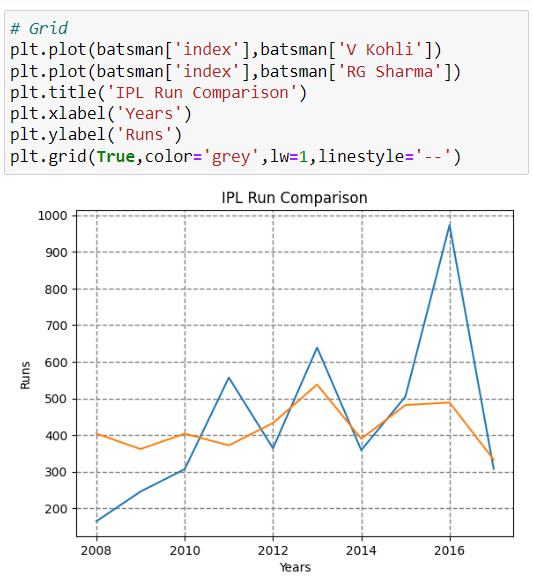 # Grid
plt.plot(batsman['index'],batsman['V Kohli'])
plt.plot(batsman['index'],batsman['RG Sharma'])
plt.title('IPL Run Comparison')
plt.xlabel('Years')
plt.ylabel('Runs')
plt.grid(True,color='grey',lw=1,linestyle='--')
IPL Run Comparison
1000
900
800
700
600
500
400
300
200
Runs
2008 2010 2012 2014 2016
Years